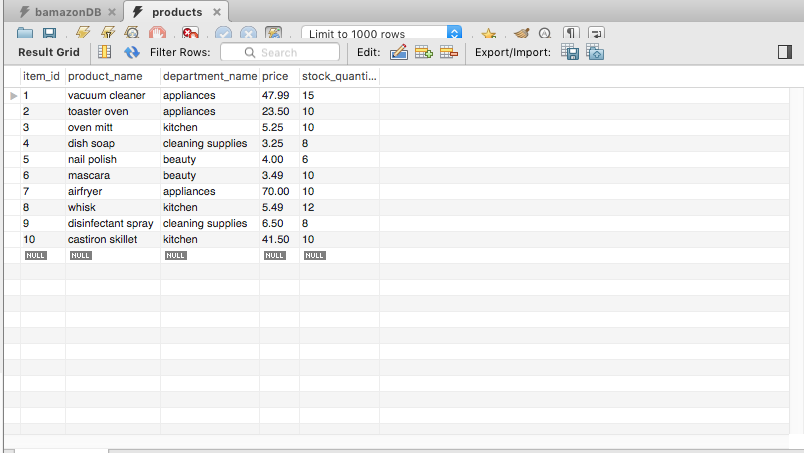 bamazonDB products
Limit to 1000 rows
Result Grid Filter Rows: Search Edit: Export/Import:
item_id product_name department_name price stock_quanti...
1 vacuum cleaner appliances 47.99 15
2 toaster oven appliances 23.50 10
3 oven mitt kitchen 5.25 10
4 dish soap cleaning supplies 3.25 8
5 nail polish beauty 4.00 6
6 mascara beauty 3.49 10
7 airfryer appliances 70.00 10
8 whisk kitchen 5.49 12
9 disinfectant spray cleaning supplies 6.50 8
10 castiron skillet kitchen 41.50 10
NULL NULL NULL NULL NULL